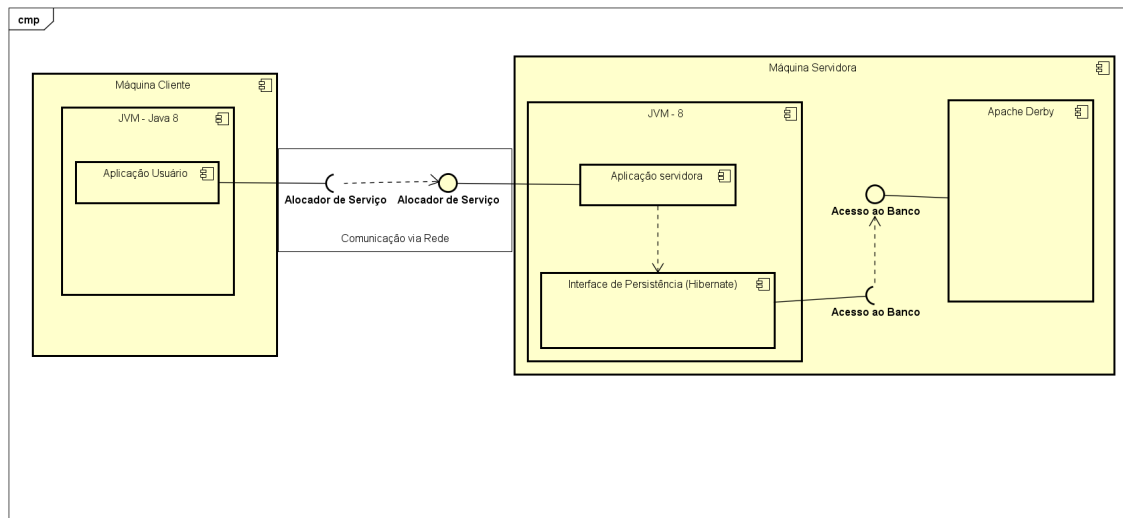 cmp
Máquina Cliente
JVM - Java 8
Aplicação Usuário
Alocador de Serviço
Alocador de Serviço
Comunicação via Rede
Máquina Servidora
JVM - 8
Aplicação servidora
Interface de Persistência (Hibernate)
Acesso ao Banco
Acesso ao Banco
Apache Derby